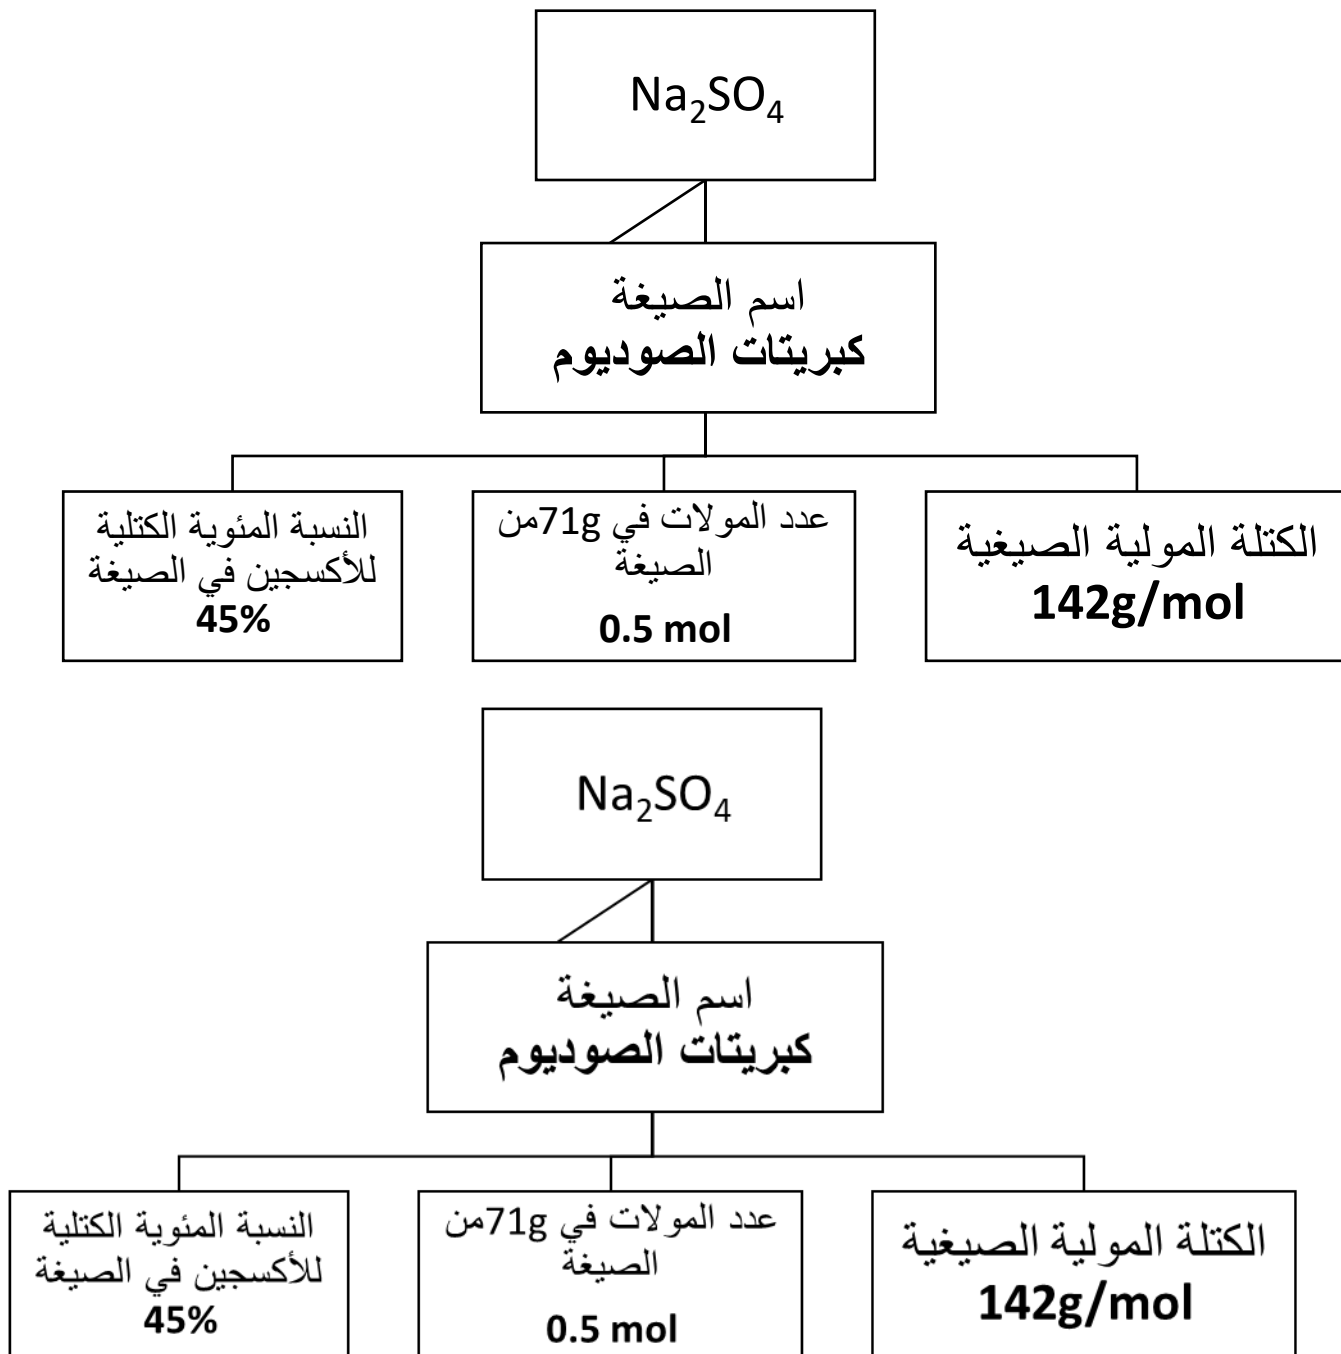 Na₂SO₄
اسم الصيغة
كبريتات الصوديوم
الكتلة المولية الصيغية
142g/mol
عدد المولات في 71gمن
الصيغة
0.5 mol
النسبة المئوية الكتلية
للأكسجين في الصيغة
45%
Na₂SO₄
اسم الصيغة
كبريتات الصوديوم
الكتلة المولية الصيغية
142g/mol
عدد المولات في 71gمن
الصيغة
0.5 mol
النسبة المئوية الكتلية
للأكسجين في الصيغة
45%